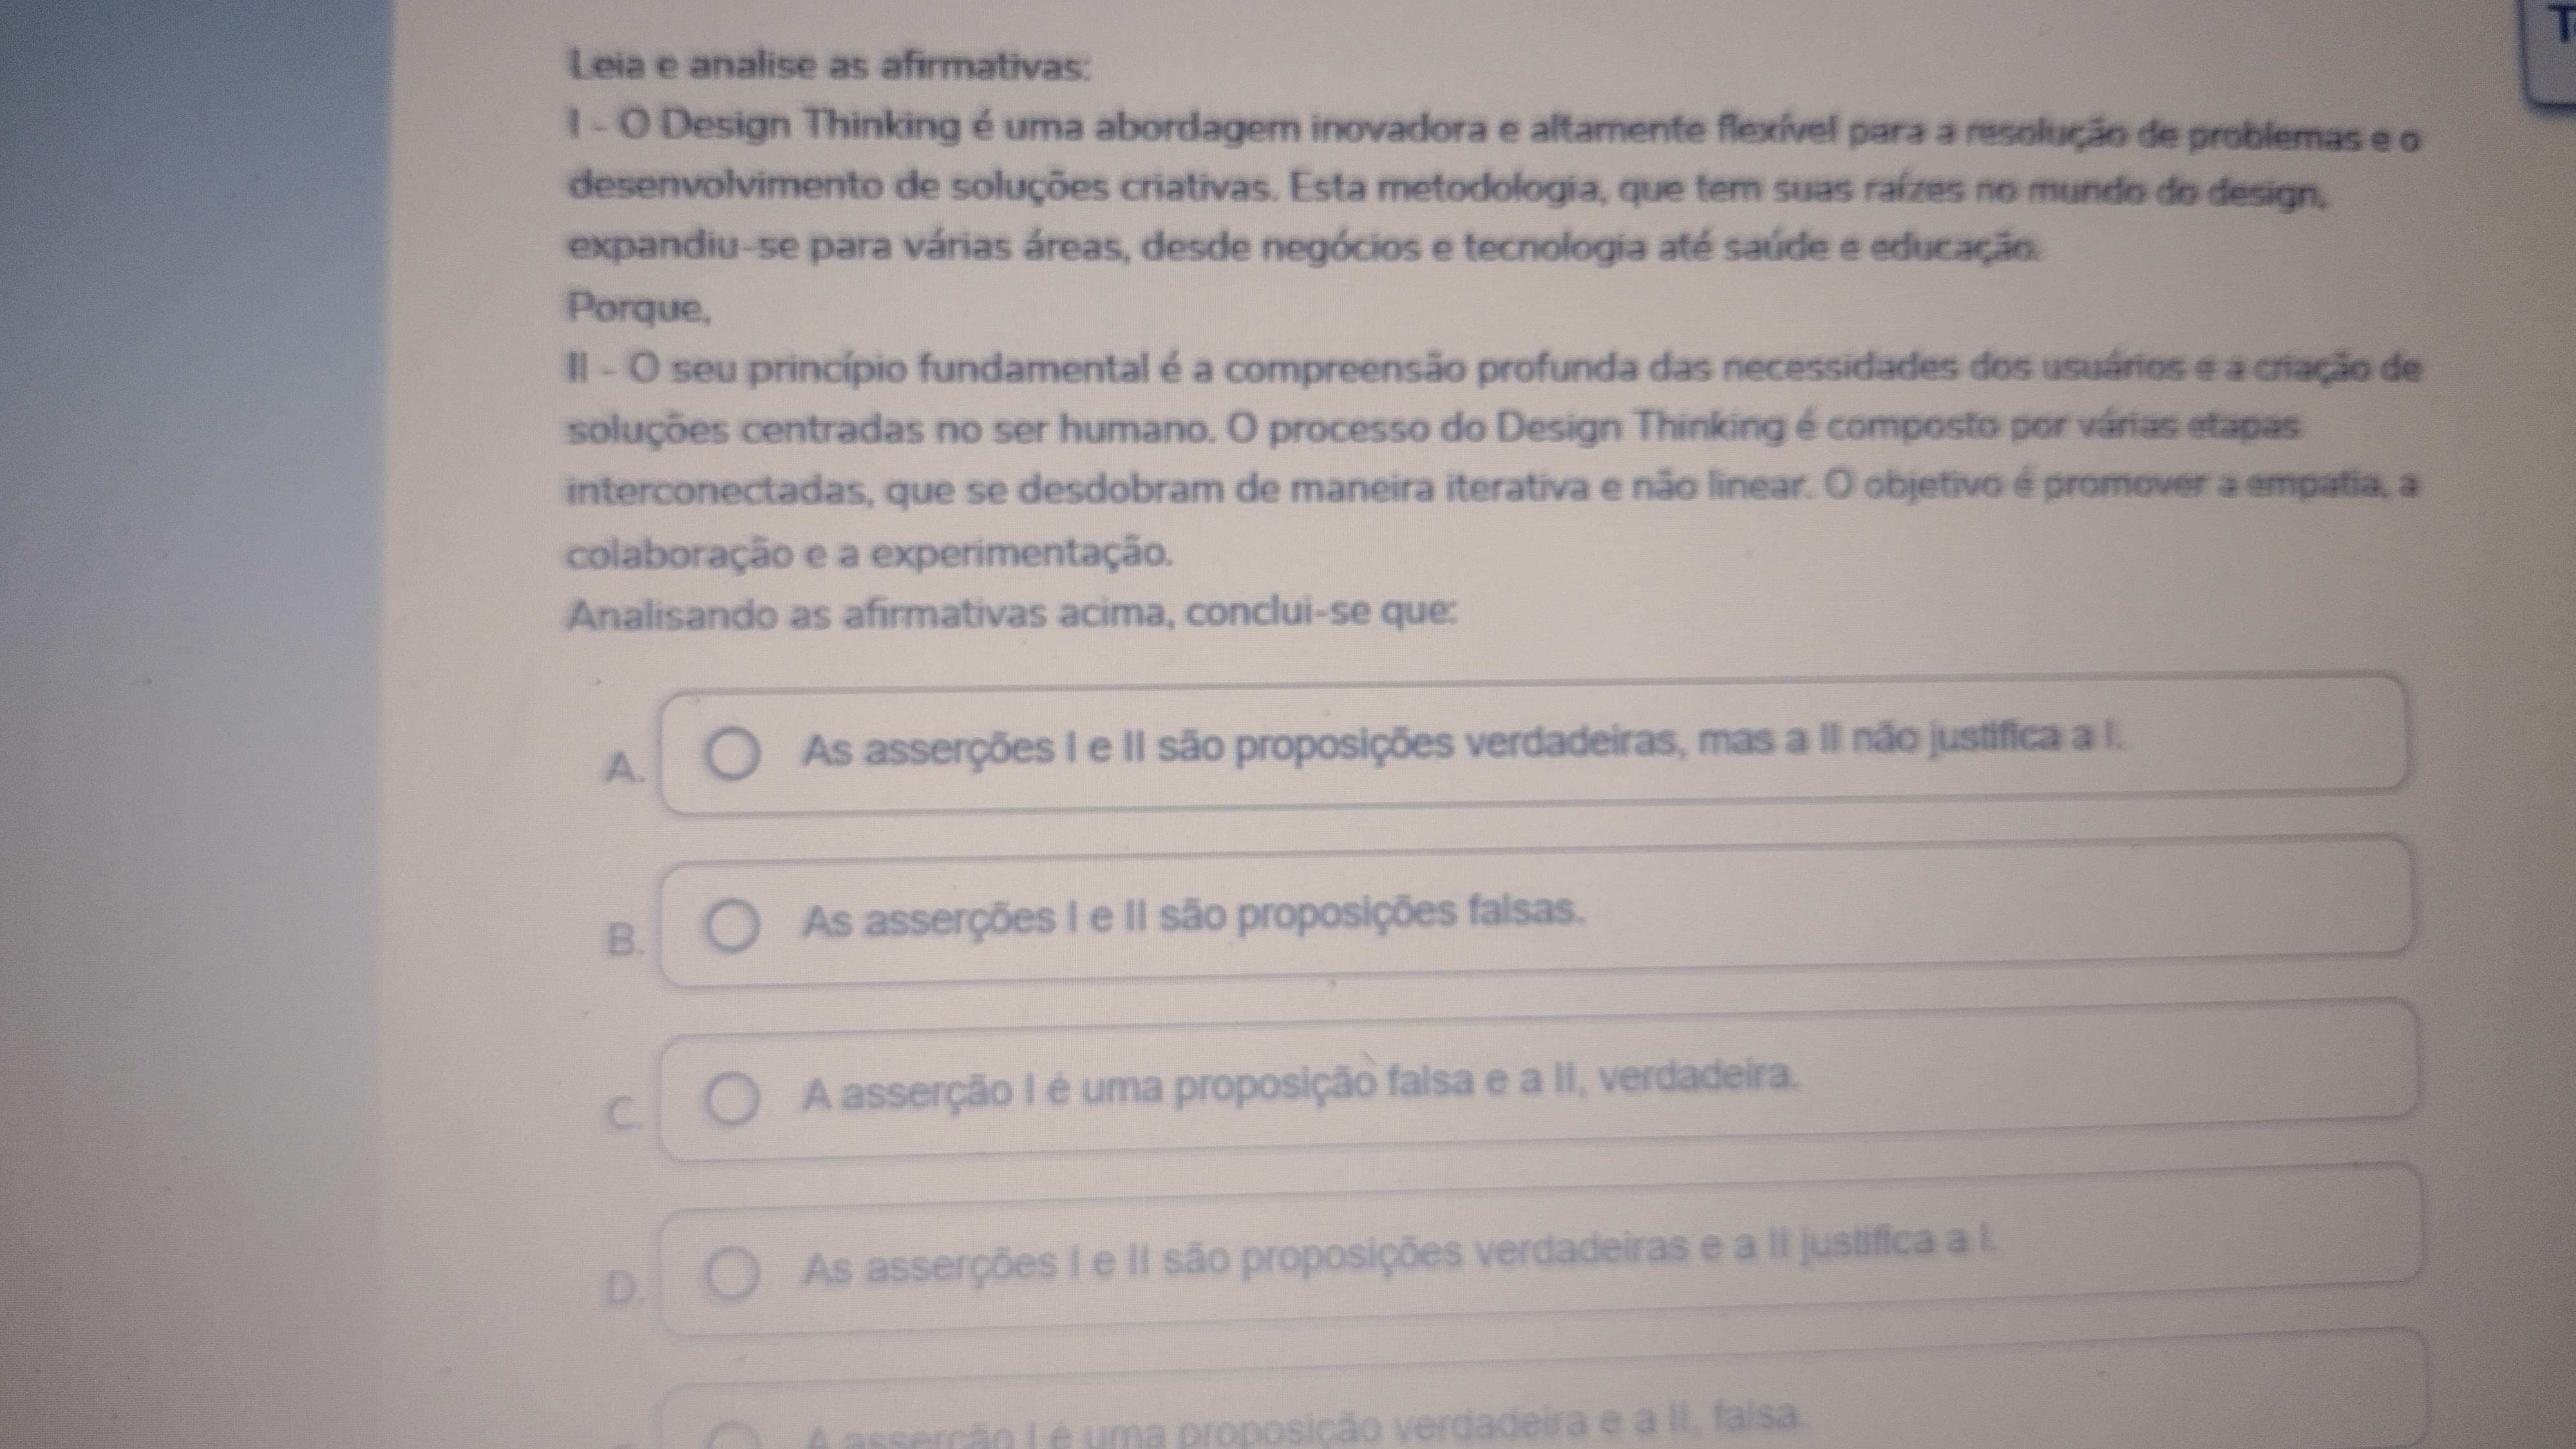 Leia e analise as afirmativas:
I - O Design Thinking é uma abordagem inovadora e altamente flexível para a resolução de problemas e o
desenvolvimento de soluções criativas. Esta metodologia, que tem suas raízes no mundo do design,
expandiu-se para várias áreas, desde negócios e tecnologia até saúde e educação.
Porque,
II - O seu princípio fundamental é a compreensão profunda das necessidades dos usuários e a criação de
soluções centradas no ser humano. O processo do Design Thinking é composto por várias etapas
interconectadas, que se desdobram de maneira iterativa e não linear. O objetivo é promover a empatia, a
colaboração e a experimentação.
Analisando as afirmativas acima, conclui-se que:
A. As asserções I e II são proposições verdadeiras, mas a II não justifica a I.
B. As asserções I e II são proposições falsas.
C. A asserção I é uma proposição falsa e a II, verdadeira.
D. As asserções I e II são proposições verdadeiras e a II justifica a I.
A asserção I é uma proposição verdadeira e a II, falsa.